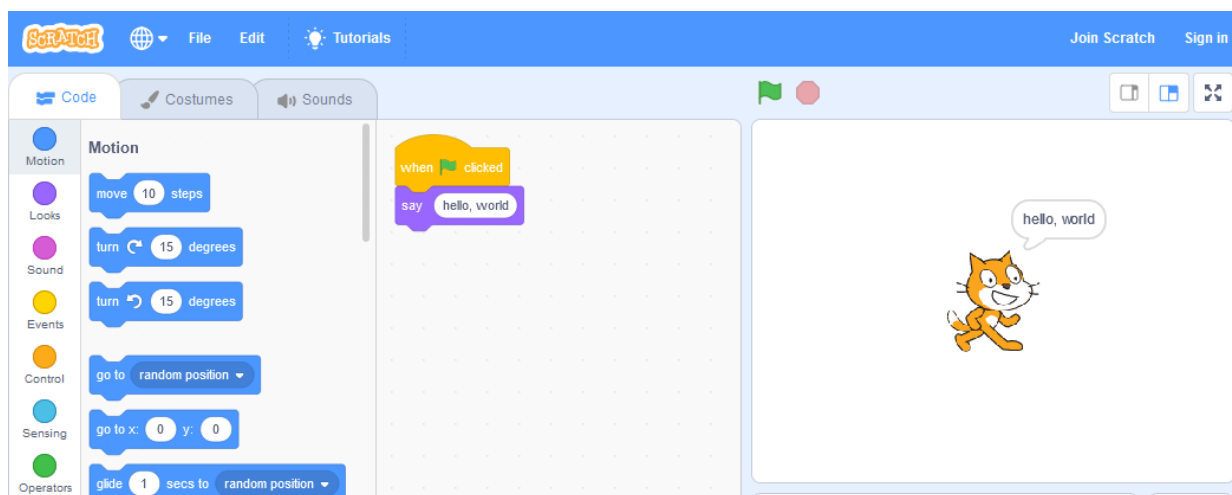 SCRATCH File Edit Tutorials Join Scratch Sign in
Code Costumes Sounds
Motion
Looks
Sound
Events
Control
Sensing
Operators
Motion
move 10 steps
turn 15 degrees
turn 15 degrees
go to random position
go to x: 0 y: 0
glide 1 secs to random position
when clicked
say hello, world
hello, world